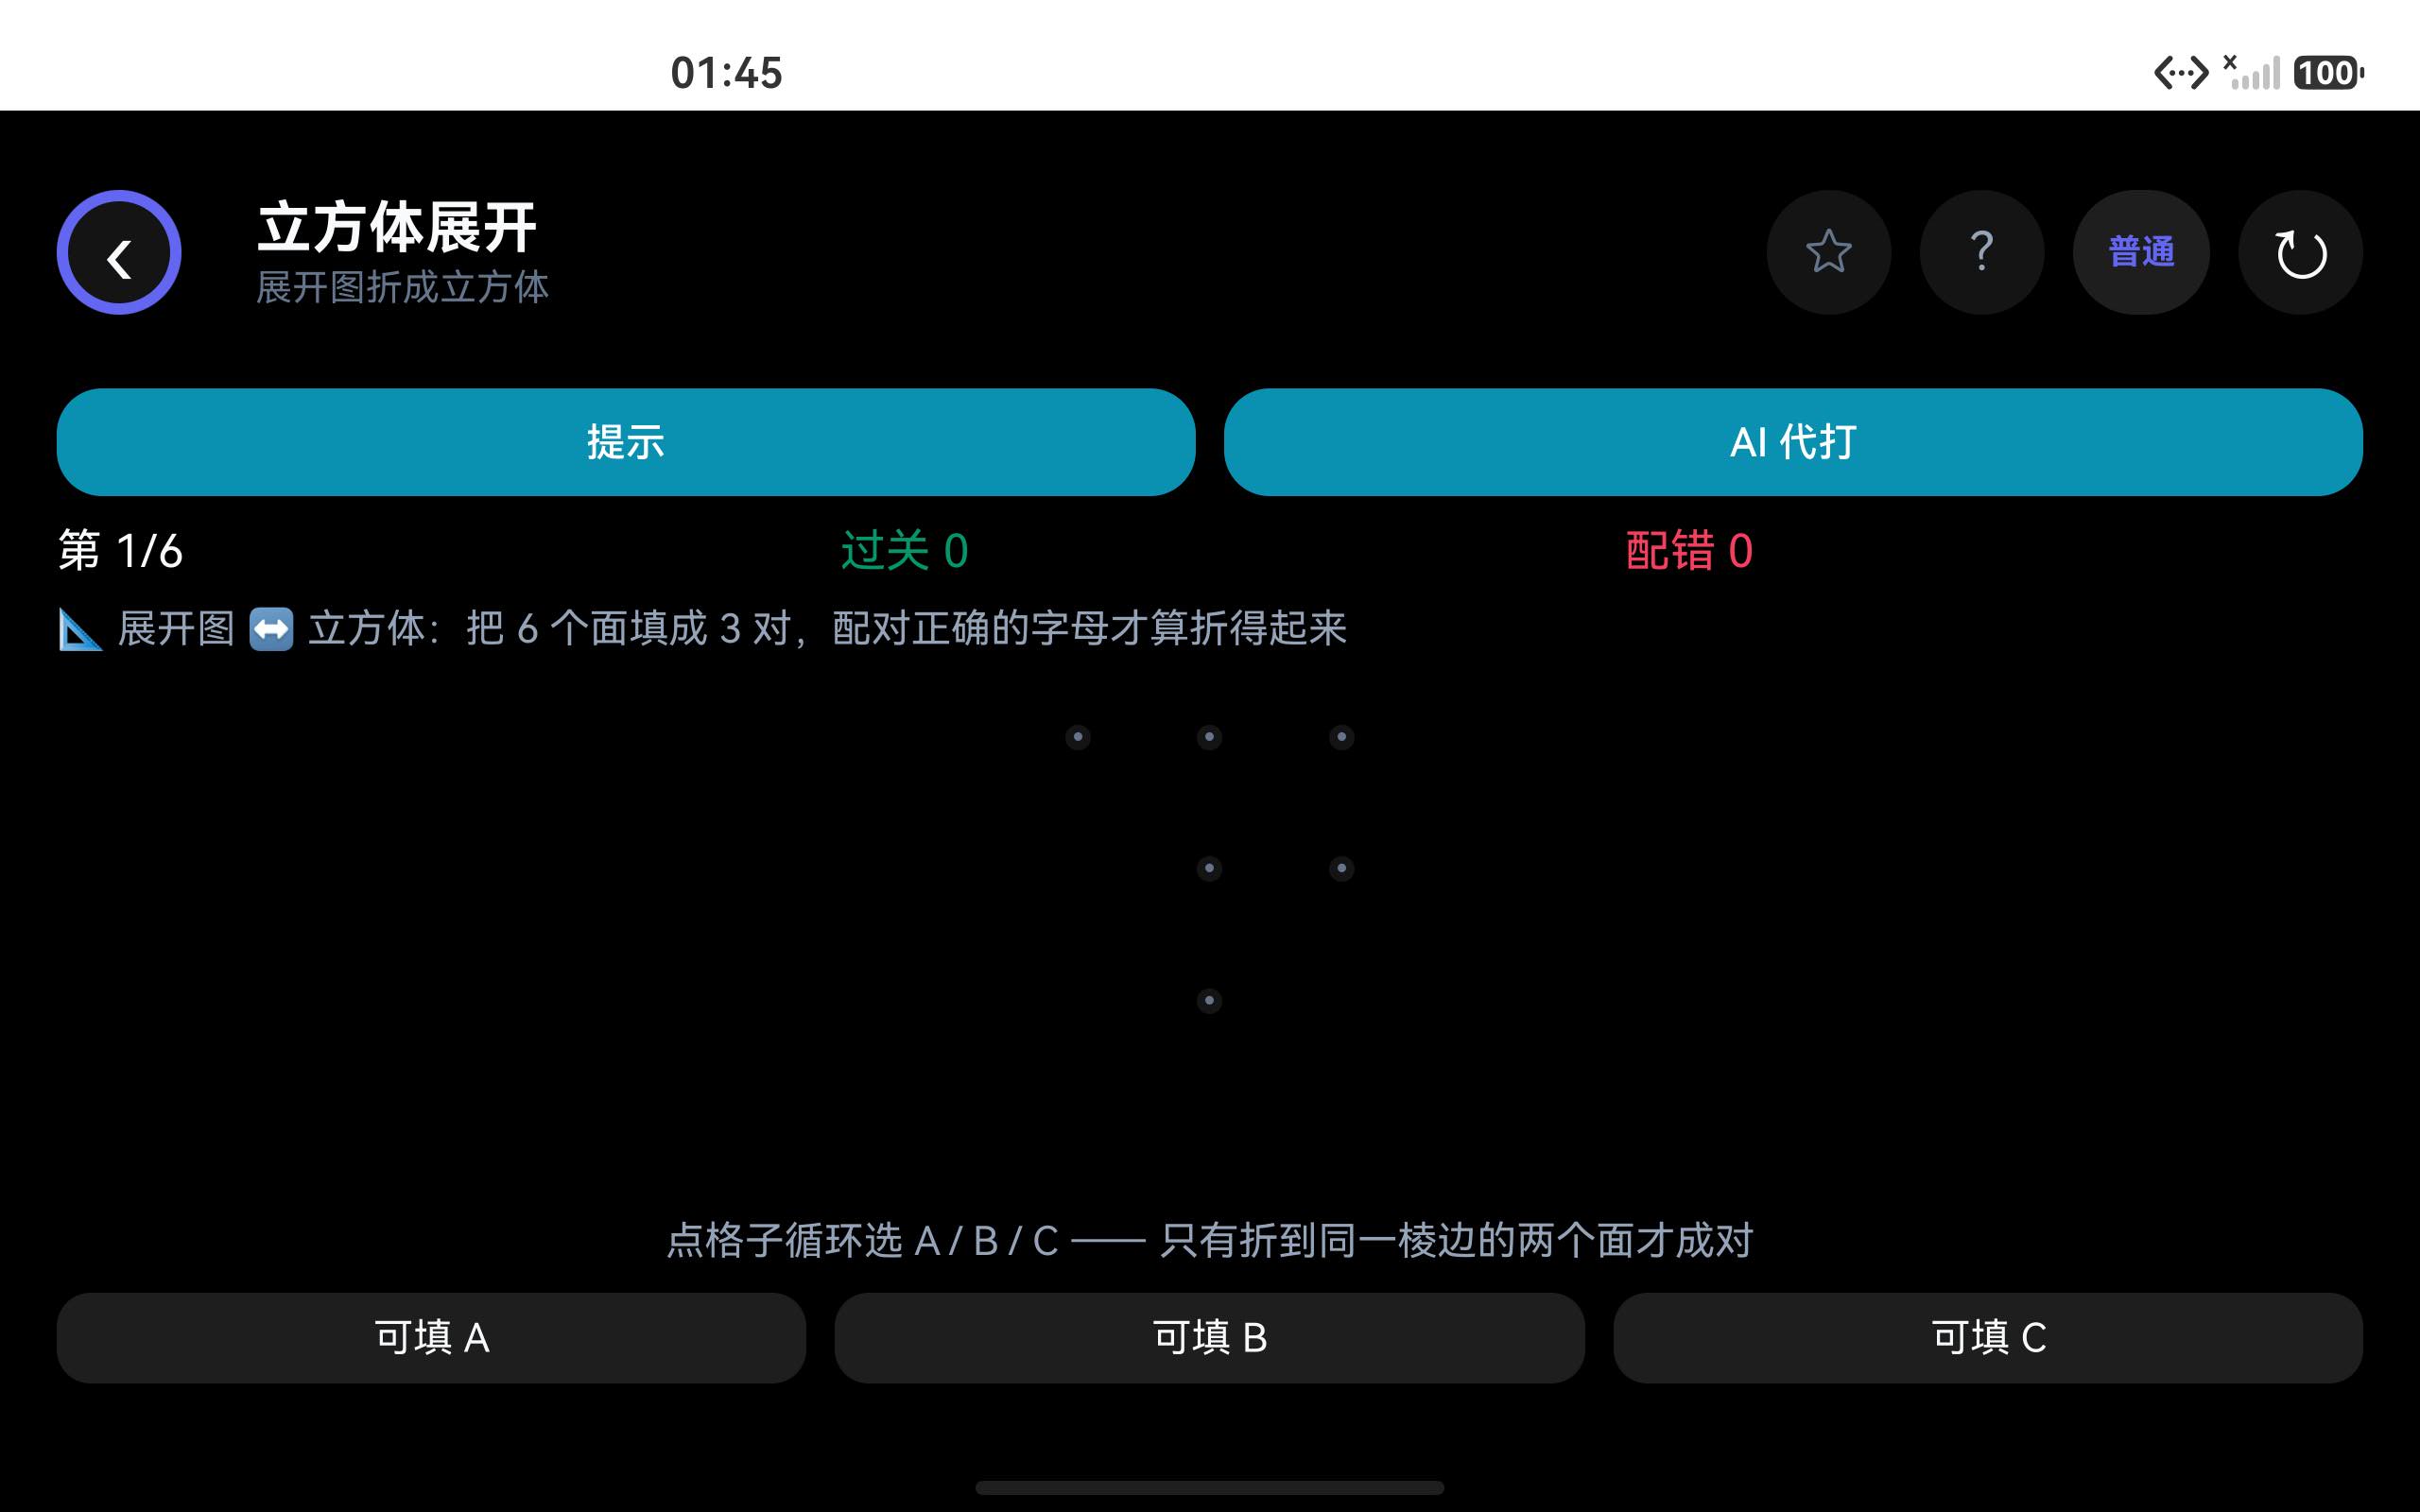 01:45
100
立方体展开
展开图折成立方体
?
普通
提示
AI 代打
第 1/6
过关 0
配错 0
展开图 ↔ 立方体：把 6 个面填成 3 对，配对正确的字母才算折得起来
点格子循环选 A / B / C —— 只有折到同一棱边的两个面才成对
可填 A
可填 B
可填 C